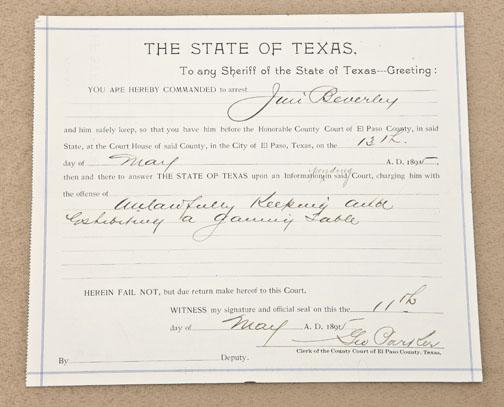 THE STATE OF TEXAS,
To any Sheriff of the State of Texas---Greeting:
YOU ARE HEREBY COMMANDED to arrest Jim Beverley
and him safely keep, so that you have him before the Honorable County Court of El Paso County, in said
State, at the Court House of said County, in the City of El Paso, Texas, on the 13th.
day of May A. D. 1895,
then and there to answer THE STATE OF TEXAS upon an Information pending in said Court, charging him with
the offense of Unlawfully Keeping and
Exhibiting a Gaming Table
HEREIN FAIL NOT, but due return make hereof to this Court.
WITNESS my signature and official seal on this the 11th
day of May A. D. 1895
Geo Parker
Clerk of the County Court of El Paso County, Texas.
By Deputy.